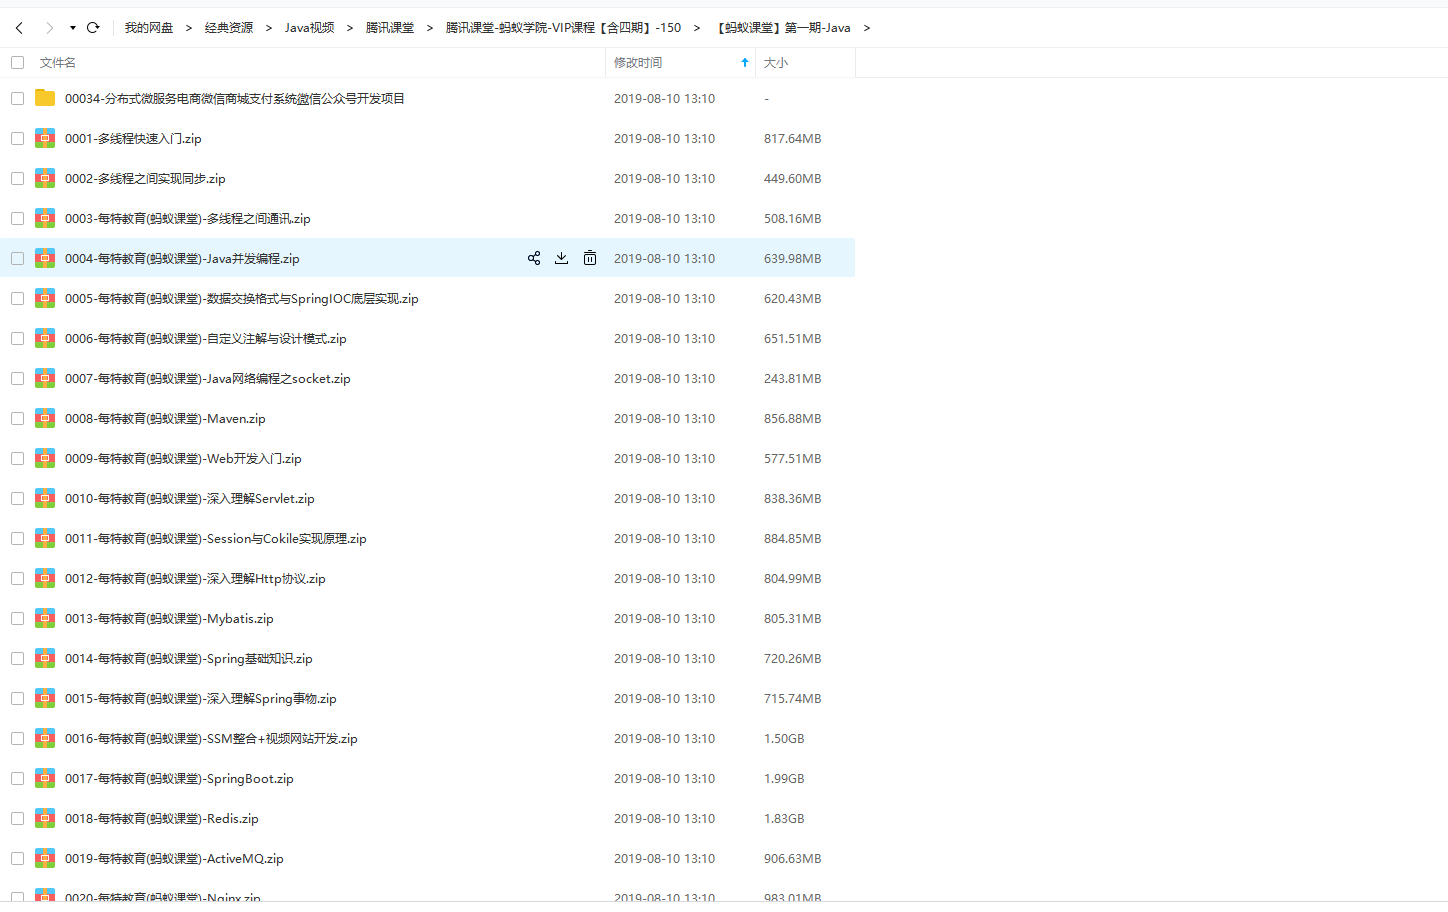 我的网盘 > 经典资源 > Java视频 > 腾讯课堂 > 腾讯课堂-蚂蚁学院-VIP课程【含四期】-150 > 【蚂蚁课堂】第一期-Java >
文件名 修改时间 大小
00034-分布式微服务电商微信商城支付系统微信公众号开发项目 2019-08-10 13:10 -
0001-多线程快速入门.zip 2019-08-10 13:10 817.64MB
0002-多线程之间实现同步.zip 2019-08-10 13:10 449.60MB
0003-每特教育(蚂蚁课堂)-多线程之间通讯.zip 2019-08-10 13:10 508.16MB
0004-每特教育(蚂蚁课堂)-Java并发编程.zip 2019-08-10 13:10 639.98MB
0005-每特教育(蚂蚁课堂)-数据交换格式与SpringIOC底层实现.zip 2019-08-10 13:10 620.43MB
0006-每特教育(蚂蚁课堂)-自定义注解与设计模式.zip 2019-08-10 13:10 651.51MB
0007-每特教育(蚂蚁课堂)-Java网络编程之socket.zip 2019-08-10 13:10 243.81MB
0008-每特教育(蚂蚁课堂)-Maven.zip 2019-08-10 13:10 856.88MB
0009-每特教育(蚂蚁课堂)-Web开发入门.zip 2019-08-10 13:10 577.51MB
0010-每特教育(蚂蚁课堂)-深入理解Servlet.zip 2019-08-10 13:10 838.36MB
0011-每特教育(蚂蚁课堂)-Session与Cokile实现原理.zip 2019-08-10 13:10 884.85MB
0012-每特教育(蚂蚁课堂)-深入理解Http协议.zip 2019-08-10 13:10 804.99MB
0013-每特教育(蚂蚁课堂)-Mybatis.zip 2019-08-10 13:10 805.31MB
0014-每特教育(蚂蚁课堂)-Spring基础知识.zip 2019-08-10 13:10 720.26MB
0015-每特教育(蚂蚁课堂)-深入理解Spring事物.zip 2019-08-10 13:10 715.74MB
0016-每特教育(蚂蚁课堂)-SSM整合+视频网站开发.zip 2019-08-10 13:10 1.50GB
0017-每特教育(蚂蚁课堂)-SpringBoot.zip 2019-08-10 13:10 1.99GB
0018-每特教育(蚂蚁课堂)-Redis.zip 2019-08-10 13:10 1.83GB
0019-每特教育(蚂蚁课堂)-ActiveMQ.zip 2019-08-10 13:10 906.63MB
0020-每特教育(蚂蚁课堂)-Nginx.zip 2019-08-10 13:10 983.01MB